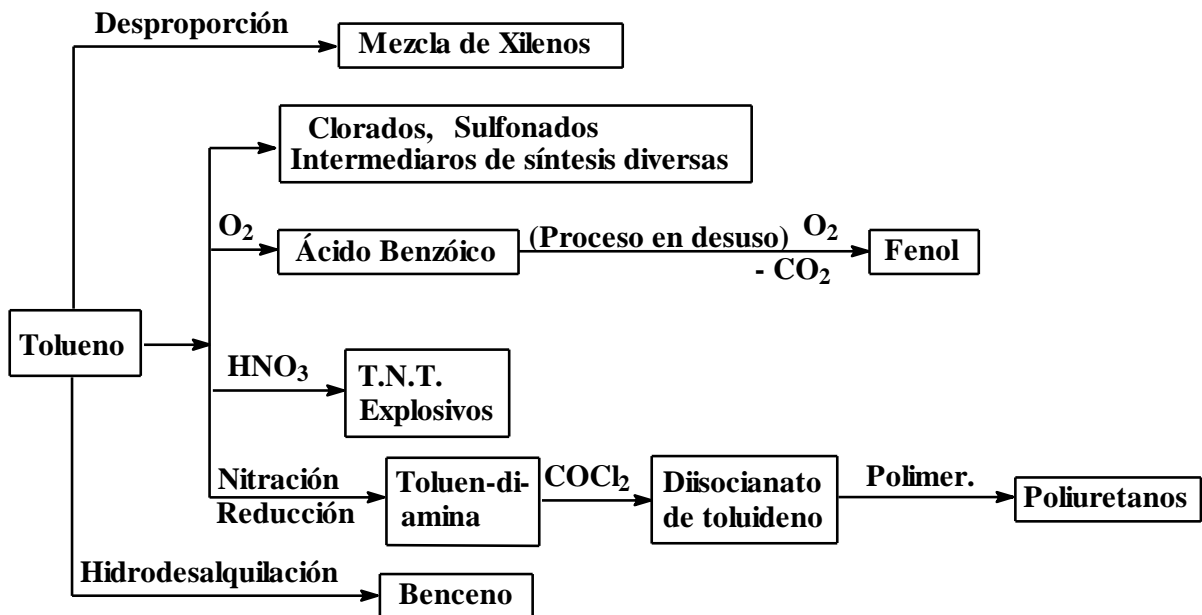 Desproporción
Mezcla de Xilenos
Clorados, Sulfonados
Intermediaros de síntesis diversas
O₂
Ácido Benzóico
(Proceso en desuso) O₂
- CO₂
Fenol
Tolueno
HNO₃
T.N.T.
Explosivos
Nitración
Reducción
Toluen-di-
amina
COCl₂
Diisocianato
de toluideno
Polimer.
Poliuretanos
Hidrodesalquilación
Benceno